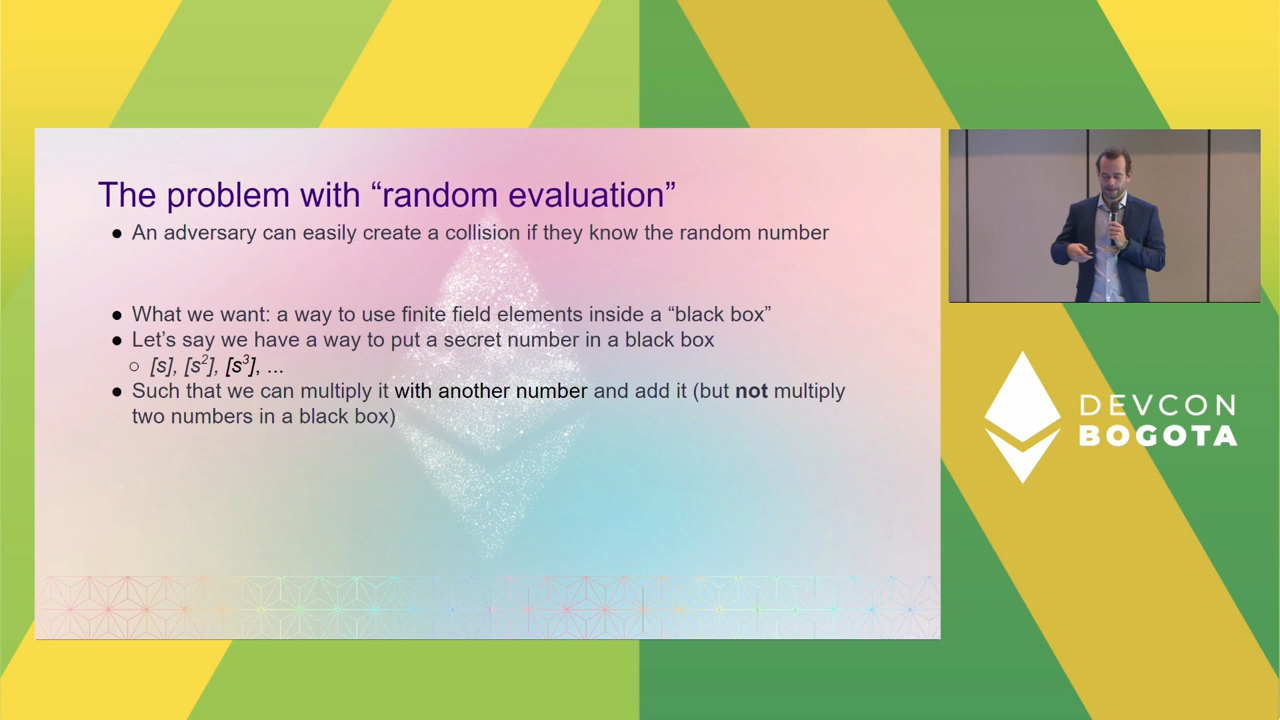 The problem with “random evaluation”
● An adversary can easily create a collision if they know the random number
● What we want: a way to use finite field elements inside a “black box”
● Let’s say we have a way to put a secret number in a black box
○ [s], [s²], [s³], ...
● Such that we can multiply it with another number and add it (but not multiply
two numbers in a black box)
DEVCON
BOGOTA